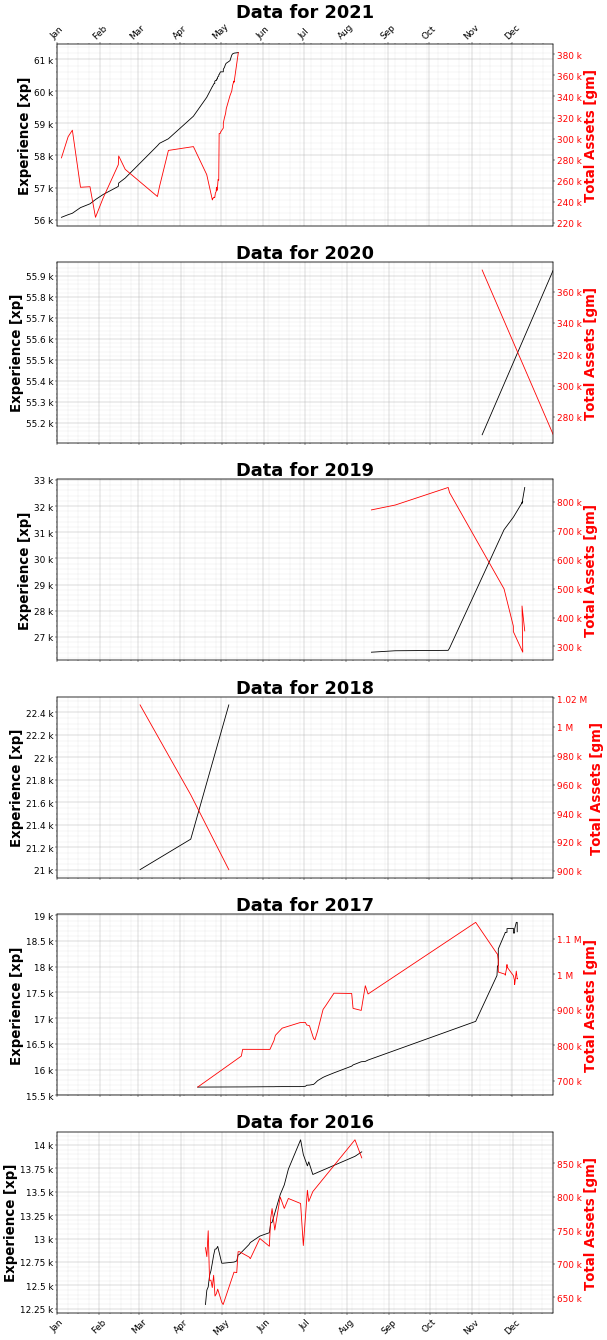 Data for 2021
Jan Feb Mar Apr May Jun Jul Aug Sep Oct Nov Dec
Experience [xp]
61 k
60 k
59 k
58 k
57 k
56 k
380 k
360 k
340 k
320 k
300 k
280 k
260 k
240 k
220 k
Total Assets [gm]
Data for 2020
Experience [xp]
55.9 k
55.8 k
55.7 k
55.6 k
55.5 k
55.4 k
55.3 k
55.2 k
360 k
340 k
320 k
300 k
280 k
Total Assets [gm]
Data for 2019
Experience [xp]
33 k
32 k
31 k
30 k
29 k
28 k
27 k
800 k
700 k
600 k
500 k
400 k
300 k
Total Assets [gm]
Data for 2018
Experience [xp]
22.4 k
22.2 k
22 k
21.8 k
21.6 k
21.4 k
21.2 k
21 k
1.02 M
1 M
980 k
960 k
940 k
920 k
900 k
Total Assets [gm]
Data for 2017
Experience [xp]
19 k
18.5 k
18 k
17.5 k
17 k
16.5 k
16 k
15.5 k
1.1 M
1 M
900 k
800 k
700 k
Total Assets [gm]
Data for 2016
Experience [xp]
14 k
13.75 k
13.5 k
13.25 k
13 k
12.75 k
12.5 k
12.25 k
850 k
800 k
750 k
700 k
650 k
Total Assets [gm]
Jan Feb Mar Apr May Jun Jul Aug Sep Oct Nov Dec